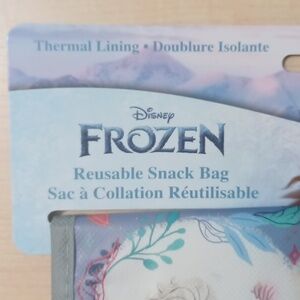 Thermal Lining • Doublure Isolante
Disney
FROZEN
Reusable Snack Bag
Sac à Collation Réutilisable